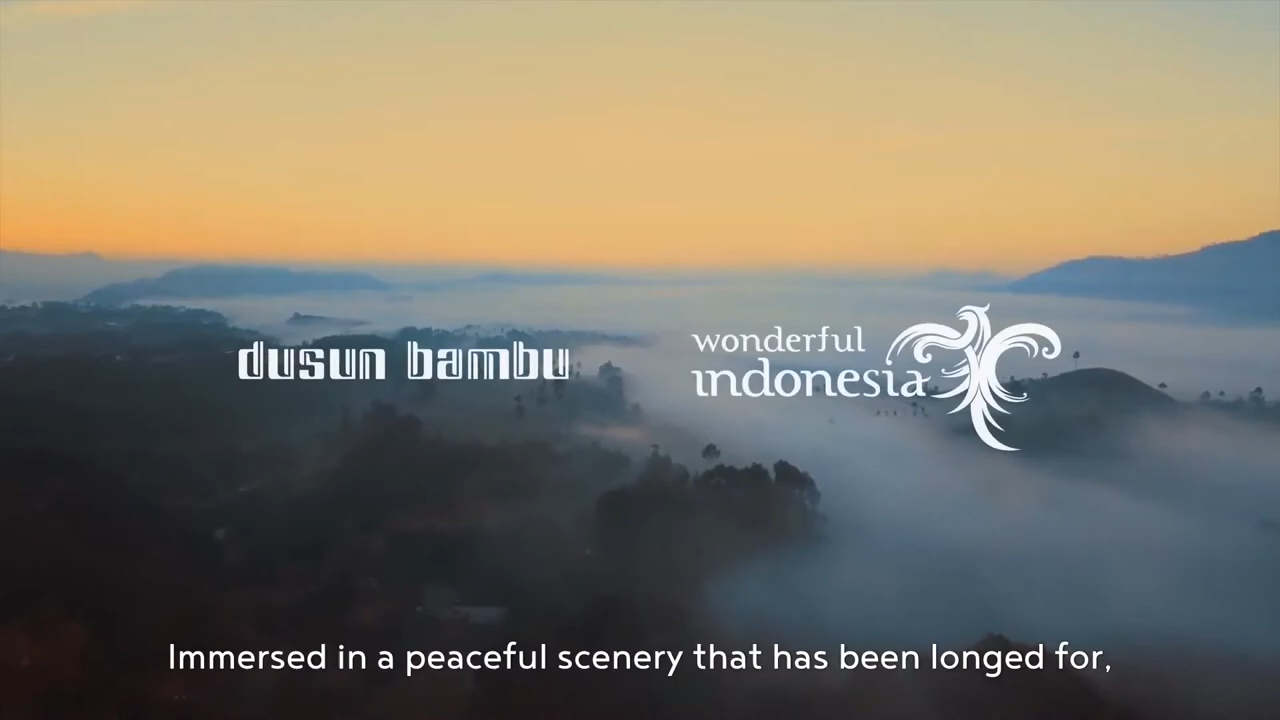 dusun bambu
wonderful
indonesia
Immersed in a peaceful scenery that has been longed for,